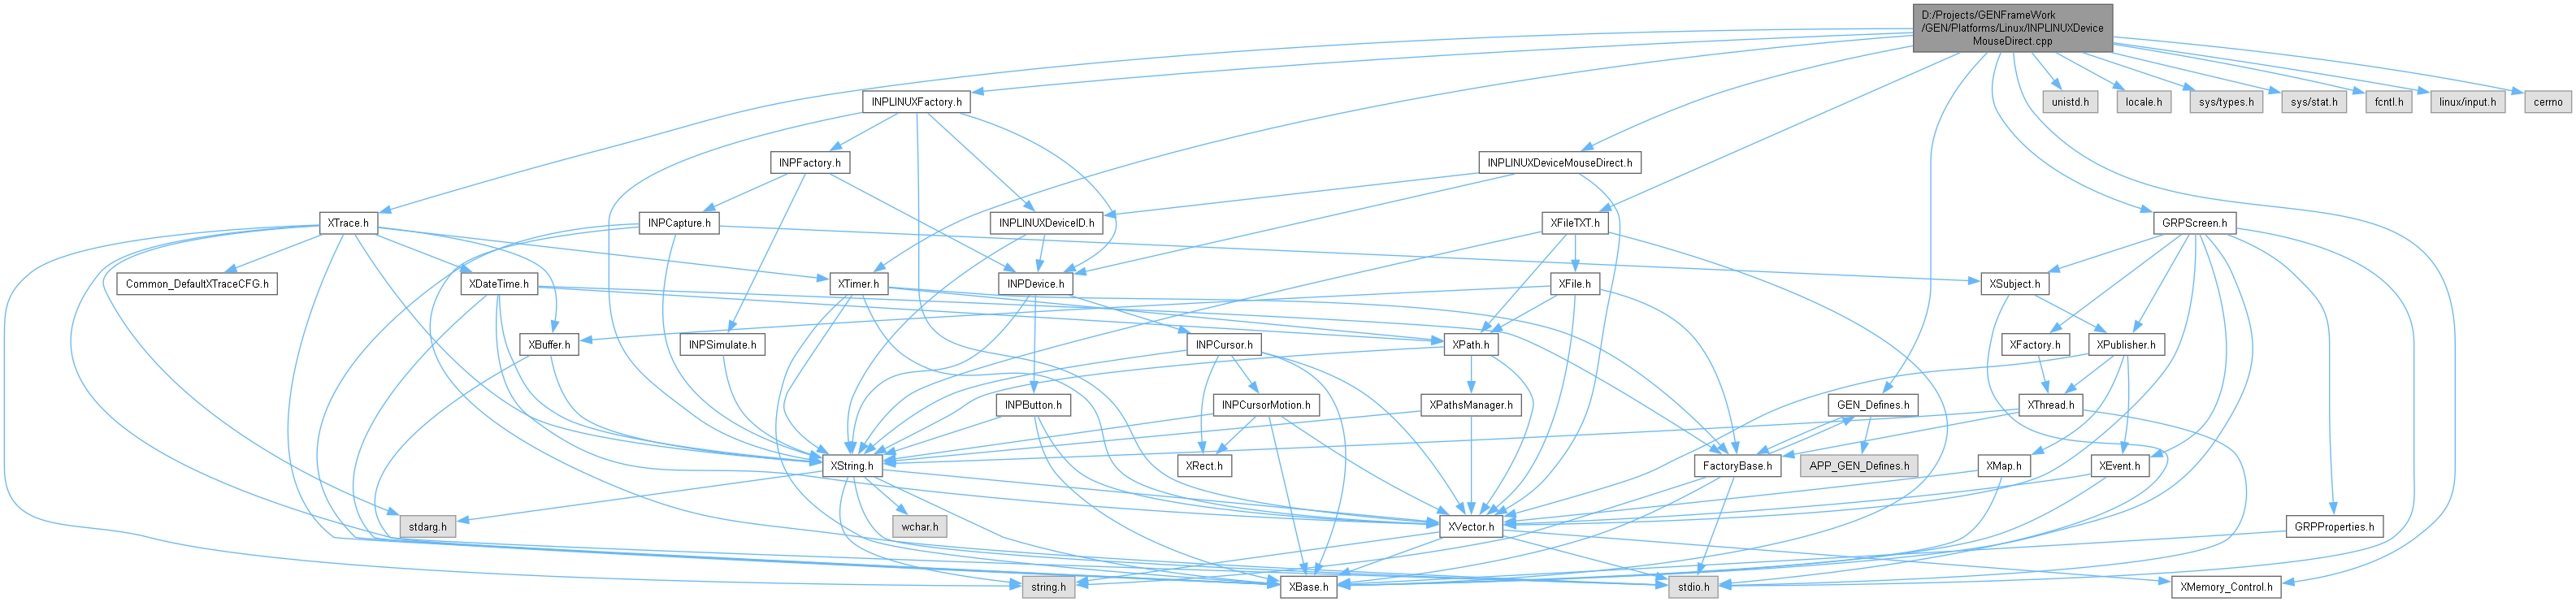 D:/Projects/GENFrameWork
/GEN/Platforms/Linux/INPLINUXDevice
MouseDirect.cpp
INPLINUXFactory.h
unistd.h
locale.h
sys/types.h
sys/stat.h
fcntl.h
linux/input.h
cerrno
INPFactory.h
INPLINUXDeviceMouseDirect.h
XTrace.h
INPCapture.h
INPLINUXDeviceID.h
XFileTXT.h
GRPScreen.h
Common_DefaultXTraceCFG.h
XDateTime.h
XTimer.h
INPDevice.h
XFile.h
XSubject.h
XBuffer.h
INPSimulate.h
INPCursor.h
XPath.h
XFactory.h
XPublisher.h
INPButton.h
INPCursorMotion.h
XPathsManager.h
GEN_Defines.h
XThread.h
XString.h
XRect.h
FactoryBase.h
APP_GEN_Defines.h
XMap.h
XEvent.h
stdarg.h
wchar.h
XVector.h
GRPProperties.h
string.h
XBase.h
stdio.h
XMemory_Control.h